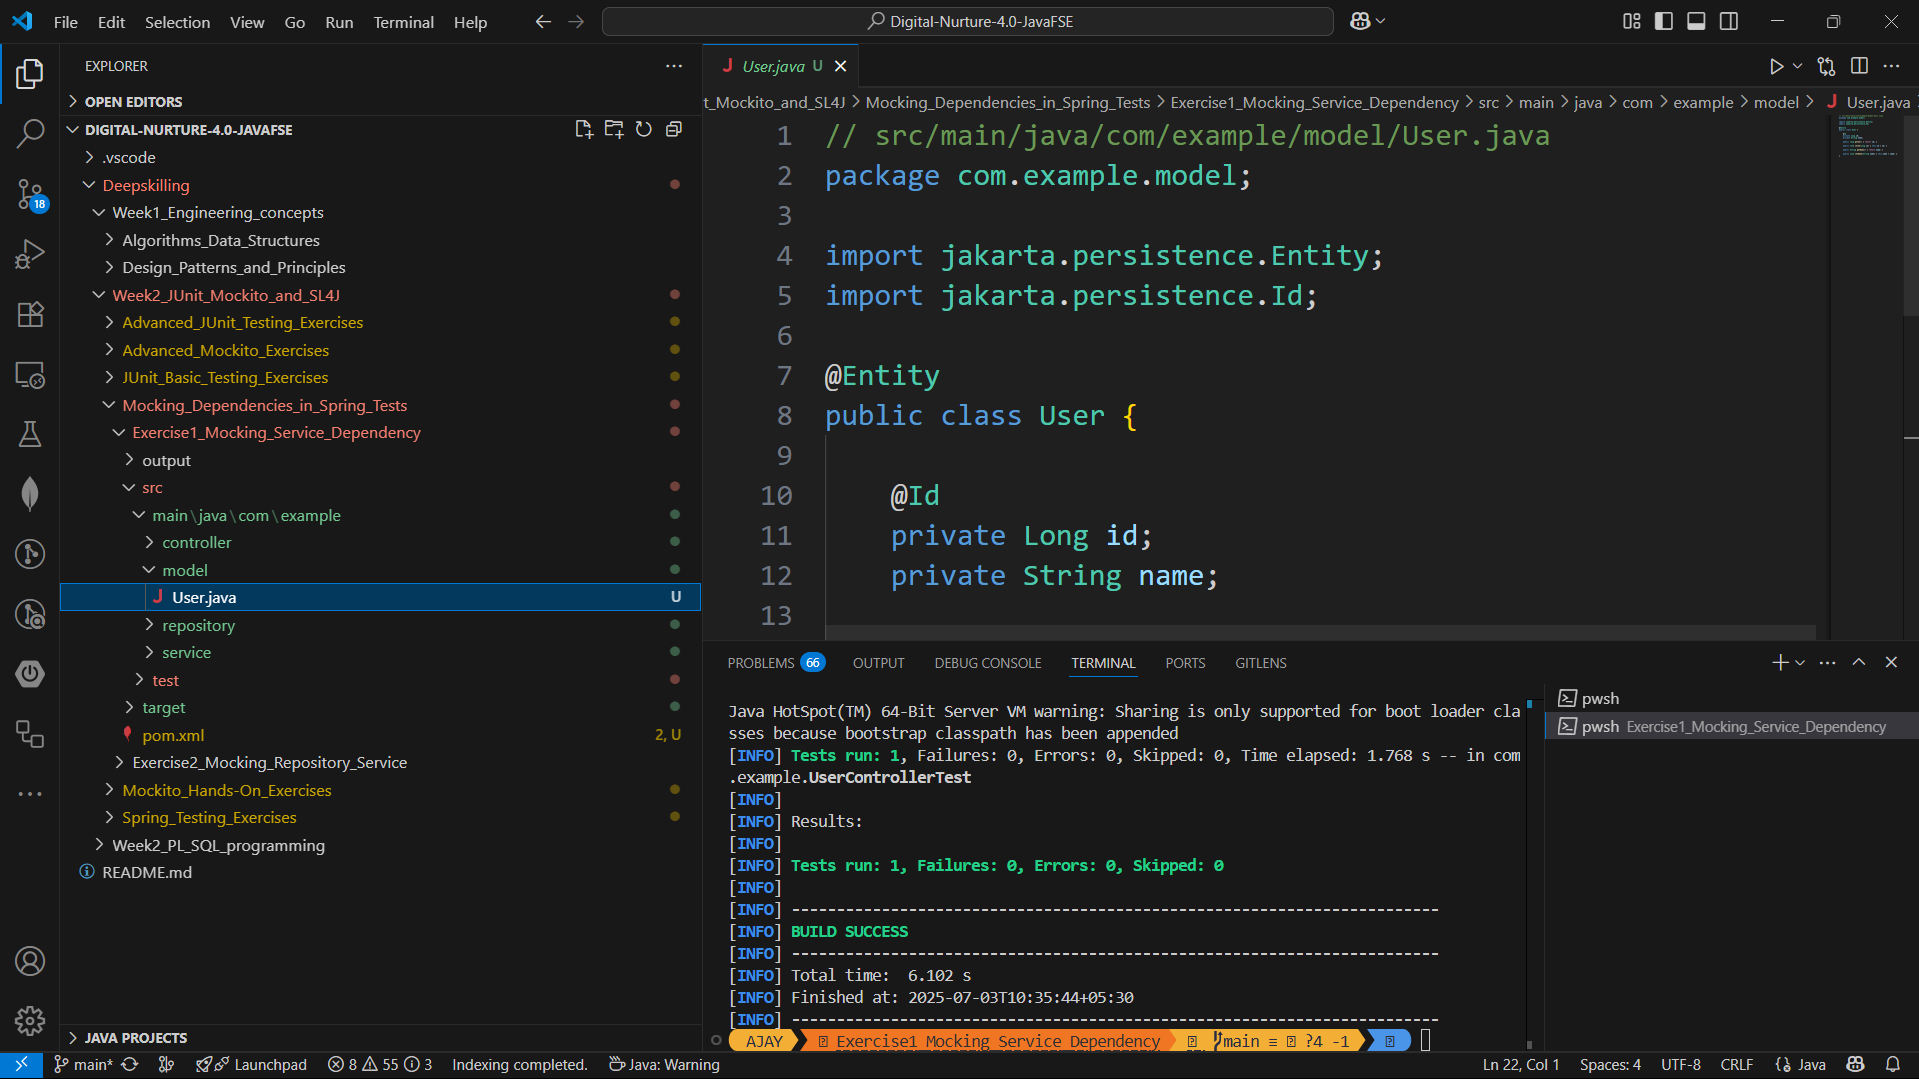 File Edit Selection View Go Run Terminal Help
Digital-Nurture-4.0-JavaFSE
EXPLORER
OPEN EDITORS
DIGITAL-NURTURE-4.0-JAVAFSE
.vscode
Deepskilling
Week1_Engineering_concepts
Algorithms_Data_Structures
Design_Patterns_and_Principles
Week2_JUnit_Mockito_and_SL4J
Advanced_JUnit_Testing_Exercises
Advanced_Mockito_Exercises
JUnit_Basic_Testing_Exercises
Mocking_Dependencies_in_Spring_Tests
Exercise1_Mocking_Service_Dependency
output
src
main\java\com\example
controller
model
J User.java U
repository
service
test
target
pom.xml 2, U
Exercise2_Mocking_Repository_Service
Mockito_Hands-On_Exercises
Spring_Testing_Exercises
Week2_PL_SQL_programming
README.md
JAVA PROJECTS
18
J User.java U
t_Mockito_and_SL4J > Mocking_Dependencies_in_Spring_Tests > Exercise1_Mocking_Service_Dependency > src > main > java > com > example > model > J User.java
1 // src/main/java/com/example/model/User.java
2 package com.example.model;
3
4 import jakarta.persistence.Entity;
5 import jakarta.persistence.Id;
6
7 @Entity
8 public class User {
9
10 @Id
11 private Long id;
12 private String name;
13
PROBLEMS 66 OUTPUT DEBUG CONSOLE TERMINAL PORTS GITLENS
Java HotSpot(TM) 64-Bit Server VM warning: Sharing is only supported for boot loader cla
sses because bootstrap classpath has been appended
[INFO] Tests run: 1, Failures: 0, Errors: 0, Skipped: 0, Time elapsed: 1.768 s -- in com
.example.UserControllerTest
[INFO]
[INFO] Results:
[INFO]
[INFO] Tests run: 1, Failures: 0, Errors: 0, Skipped: 0
[INFO]
[INFO] ------------------------------------------------------------------------
[INFO] BUILD SUCCESS
[INFO] ------------------------------------------------------------------------
[INFO] Total time:  6.102 s
[INFO] Finished at: 2025-07-03T10:35:44+05:30
[INFO] ------------------------------------------------------------------------
AJAY Exercise1_Mocking_Service_Dependency main ≡ ?4 -1
pwsh
pwsh Exercise1_Mocking_Service_Dependency
main* Launchpad 8 55 3 Indexing completed. Java: Warning Ln 22, Col 1 Spaces: 4 UTF-8 CRLF {} Java